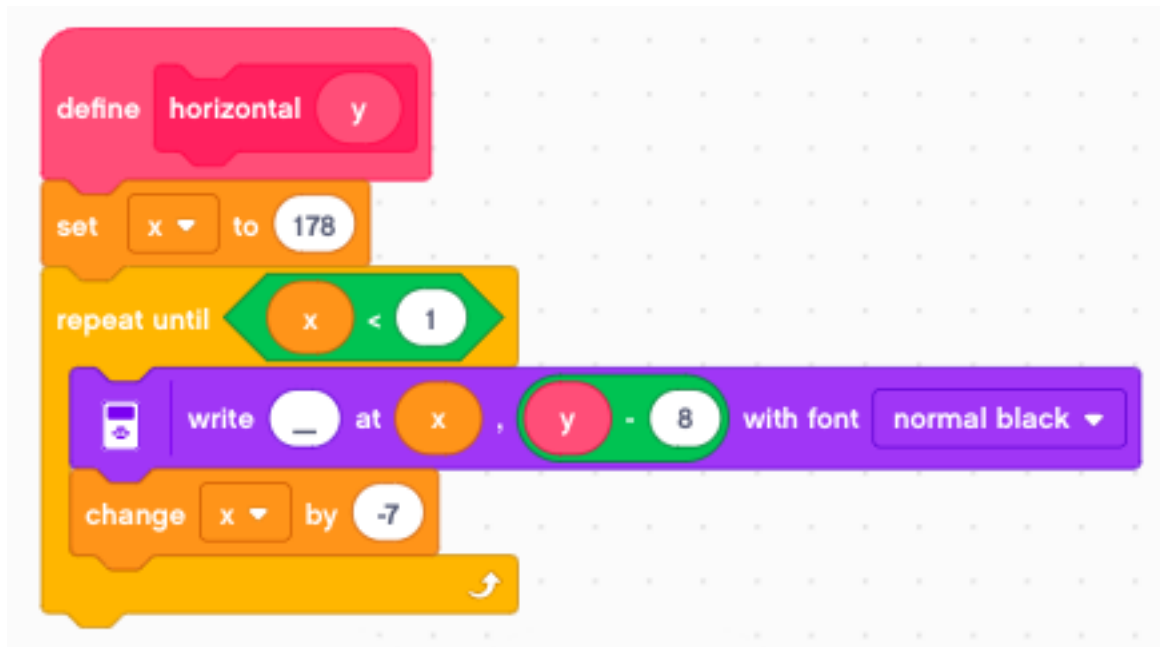 define horizontal y
set x to 178
repeat until x < 1
write _ at x , y - 8 with font normal black
change x by -7